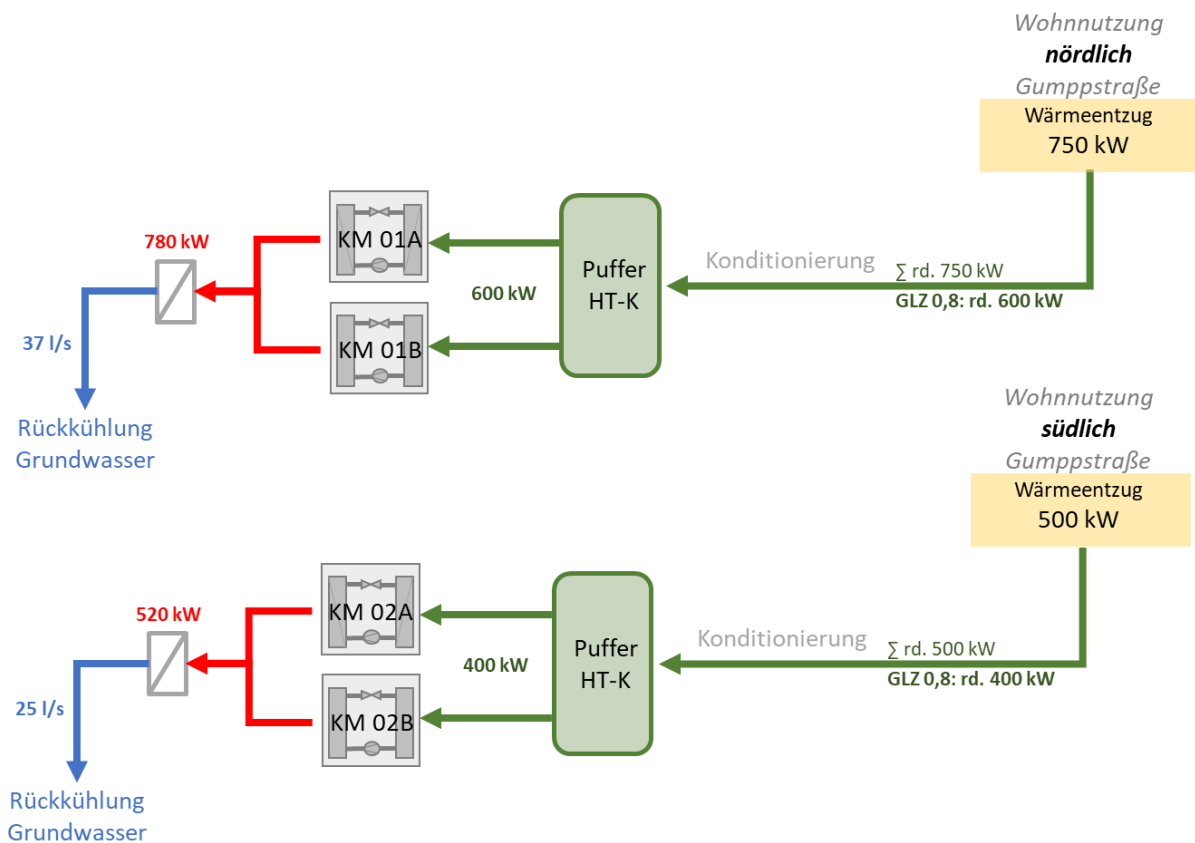 Wohnnutzung
nördlich
Gumppstraße
Wärmeentzug
750 kW
KM 01A
780 kW
Puffer
HT-K
Konditionierung
∑ rd. 750 kW
600 kW
GLZ 0,8: rd. 600 kW
37 l/s
KM 01B
Rückkühlung
Grundwasser
Wohnnutzung
südlich
Gumppstraße
Wärmeentzug
500 kW
KM 02A
520 kW
Puffer
HT-K
Konditionierung
∑ rd. 500 kW
400 kW
GLZ 0,8: rd. 400 kW
25 l/s
KM 02B
Rückkühlung
Grundwasser